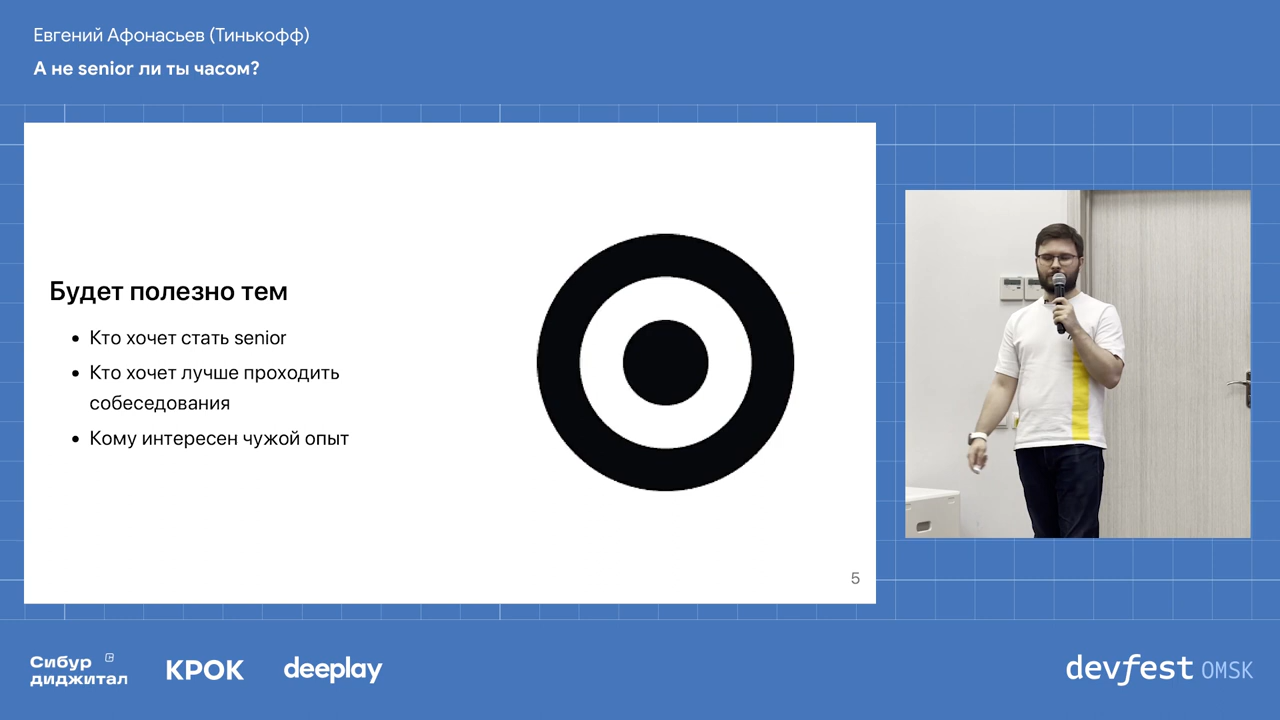 Евгений Афонасьев (Тинькофф)
А не senior ли ты часом?
Будет полезно тем
• Кто хочет стать senior
• Кто хочет лучше проходить
собеседования
• Кому интересен чужой опыт
5
Сибур
диджитал
КРОК
deeplay
devfest OMSK